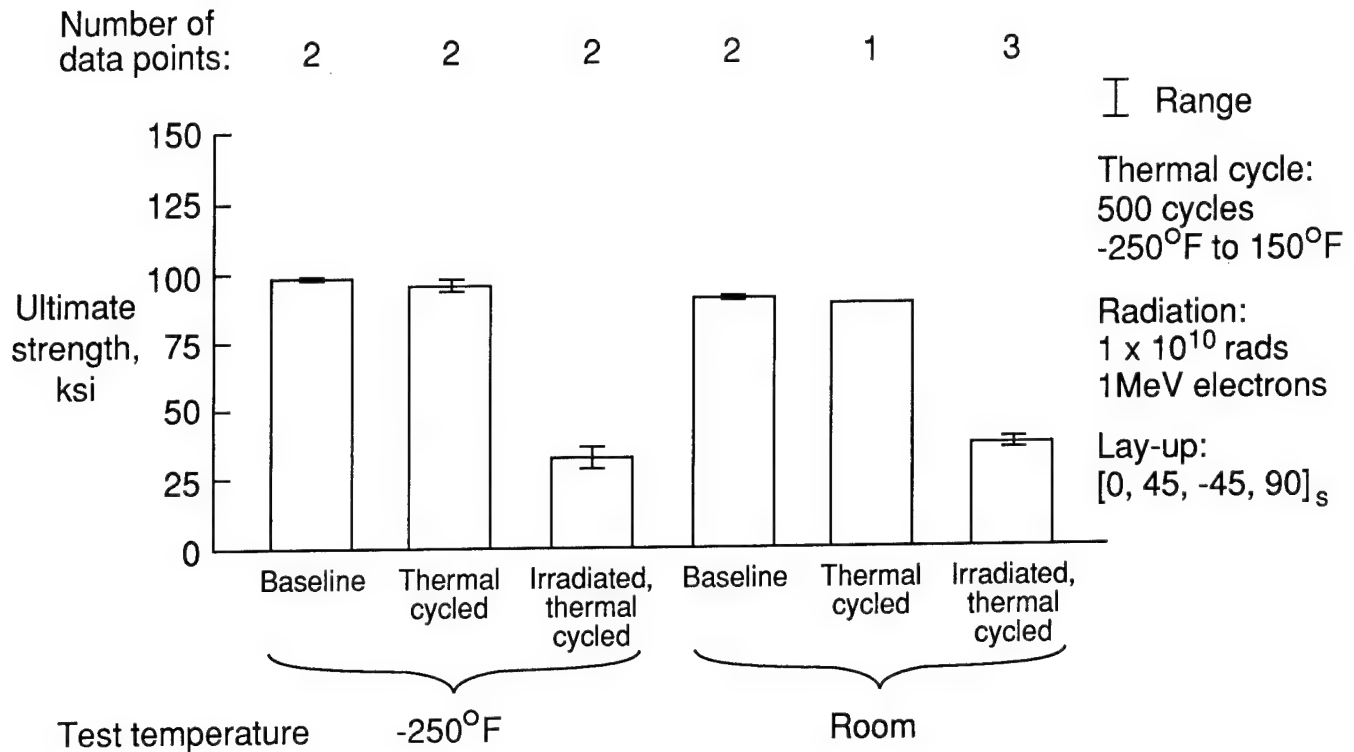 Number of
data points: 2 2 2 2 1 3
Range
150
125
100
75
50
25
0
Ultimate
strength,
ksi
Thermal cycle:
500 cycles
-250°F to 150°F
Radiation:
1 x 10¹⁰ rads
1MeV electrons
Lay-up:
[0, 45, -45, 90]ₛ
Baseline
Thermal
cycled
Irradiated,
thermal
cycled
Baseline
Thermal
cycled
Irradiated,
thermal
cycled
Test temperature -250°F Room